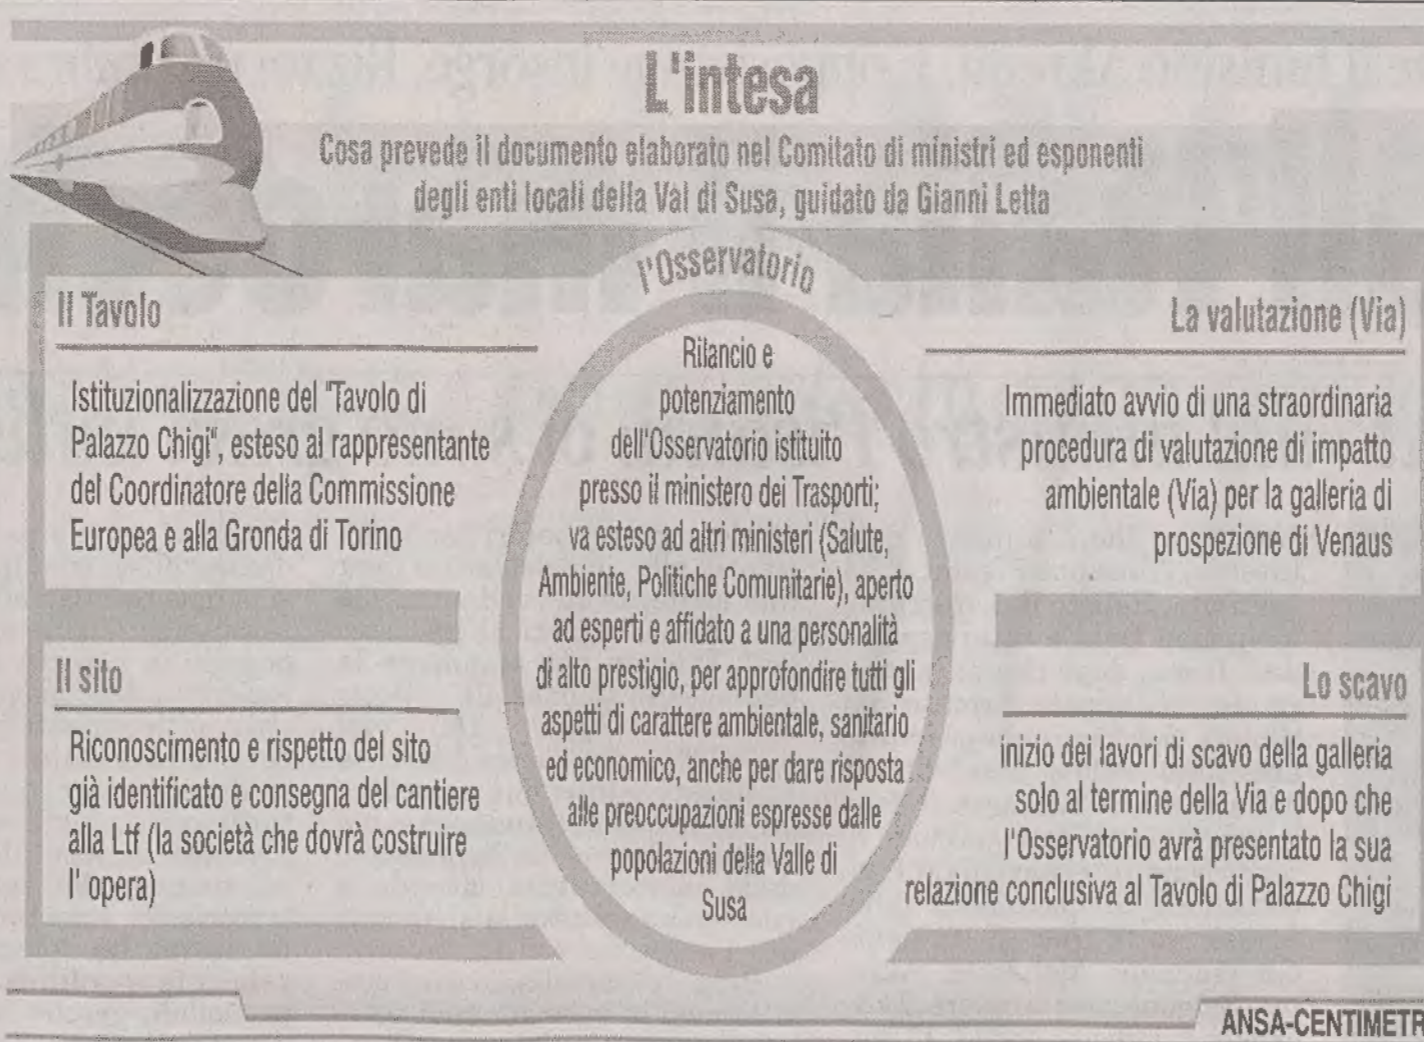 L'intesa
Cosa prevede il documento elaborato nel Comitato di ministri ed esponenti
degli enti locali della Val di Susa, guidato da Gianni Letta
Il Tavolo
Istituzionalizzazione del "Tavolo di
Palazzo Chigi", esteso al rappresentante
del Coordinatore della Commissione
Europea e alla Gronda di Torino
Il sito
Riconoscimento e rispetto del sito
già identificato e consegna del cantiere
alla Ltf (la società che dovrà costruire
l' opera)
l'Osservatorio
Rilancio e
potenziamento
dell'Osservatorio istituito
presso il ministero dei Trasporti;
va esteso ad altri ministeri (Salute,
Ambiente, Politiche Comunitarie), aperto
ad esperti e affidato a una personalità
di alto prestigio, per approfondire tutti gli
aspetti di carattere ambientale, sanitario
ed economico, anche per dare risposta
alle preoccupazioni espresse dalle
popolazioni della Valle di
Susa
La valutazione (Via)
Immediato avvio di una straordinaria
procedura di valutazione di impatto
ambientale (Via) per la galleria di
prospezione di Venaus
Lo scavo
inizio dei lavori di scavo della galleria
solo al termine della Via e dopo che
l'Osservatorio avrà presentato la sua
relazione conclusiva al Tavolo di Palazzo Chigi
ANSA-CENTIMETR